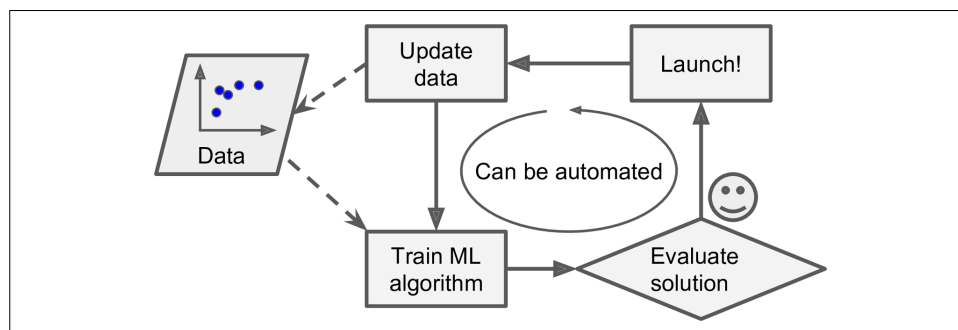 Update
data
Launch!
Data
Can be automated
Train ML
algorithm
Evaluate
solution